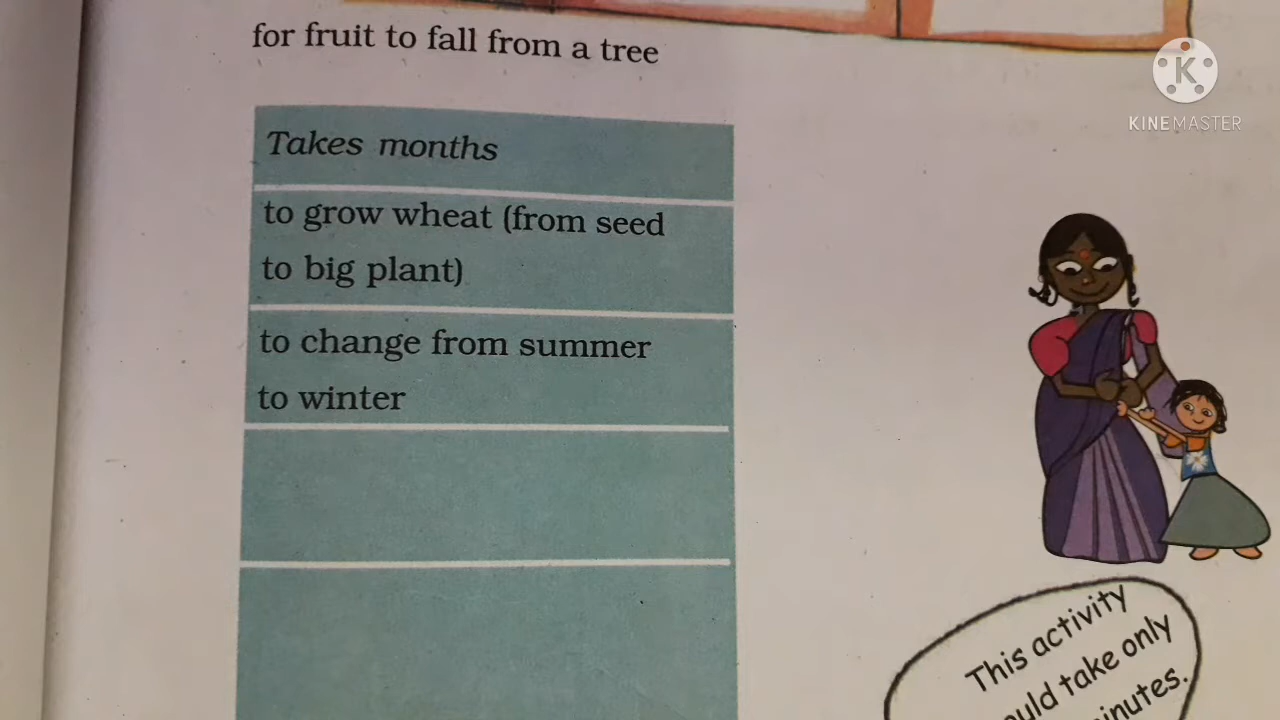 for fruit to fall from a tree
K
KINEMASTER
Takes months
to grow wheat (from seed
to big plant)
to change from summer
to winter
This activity
take only